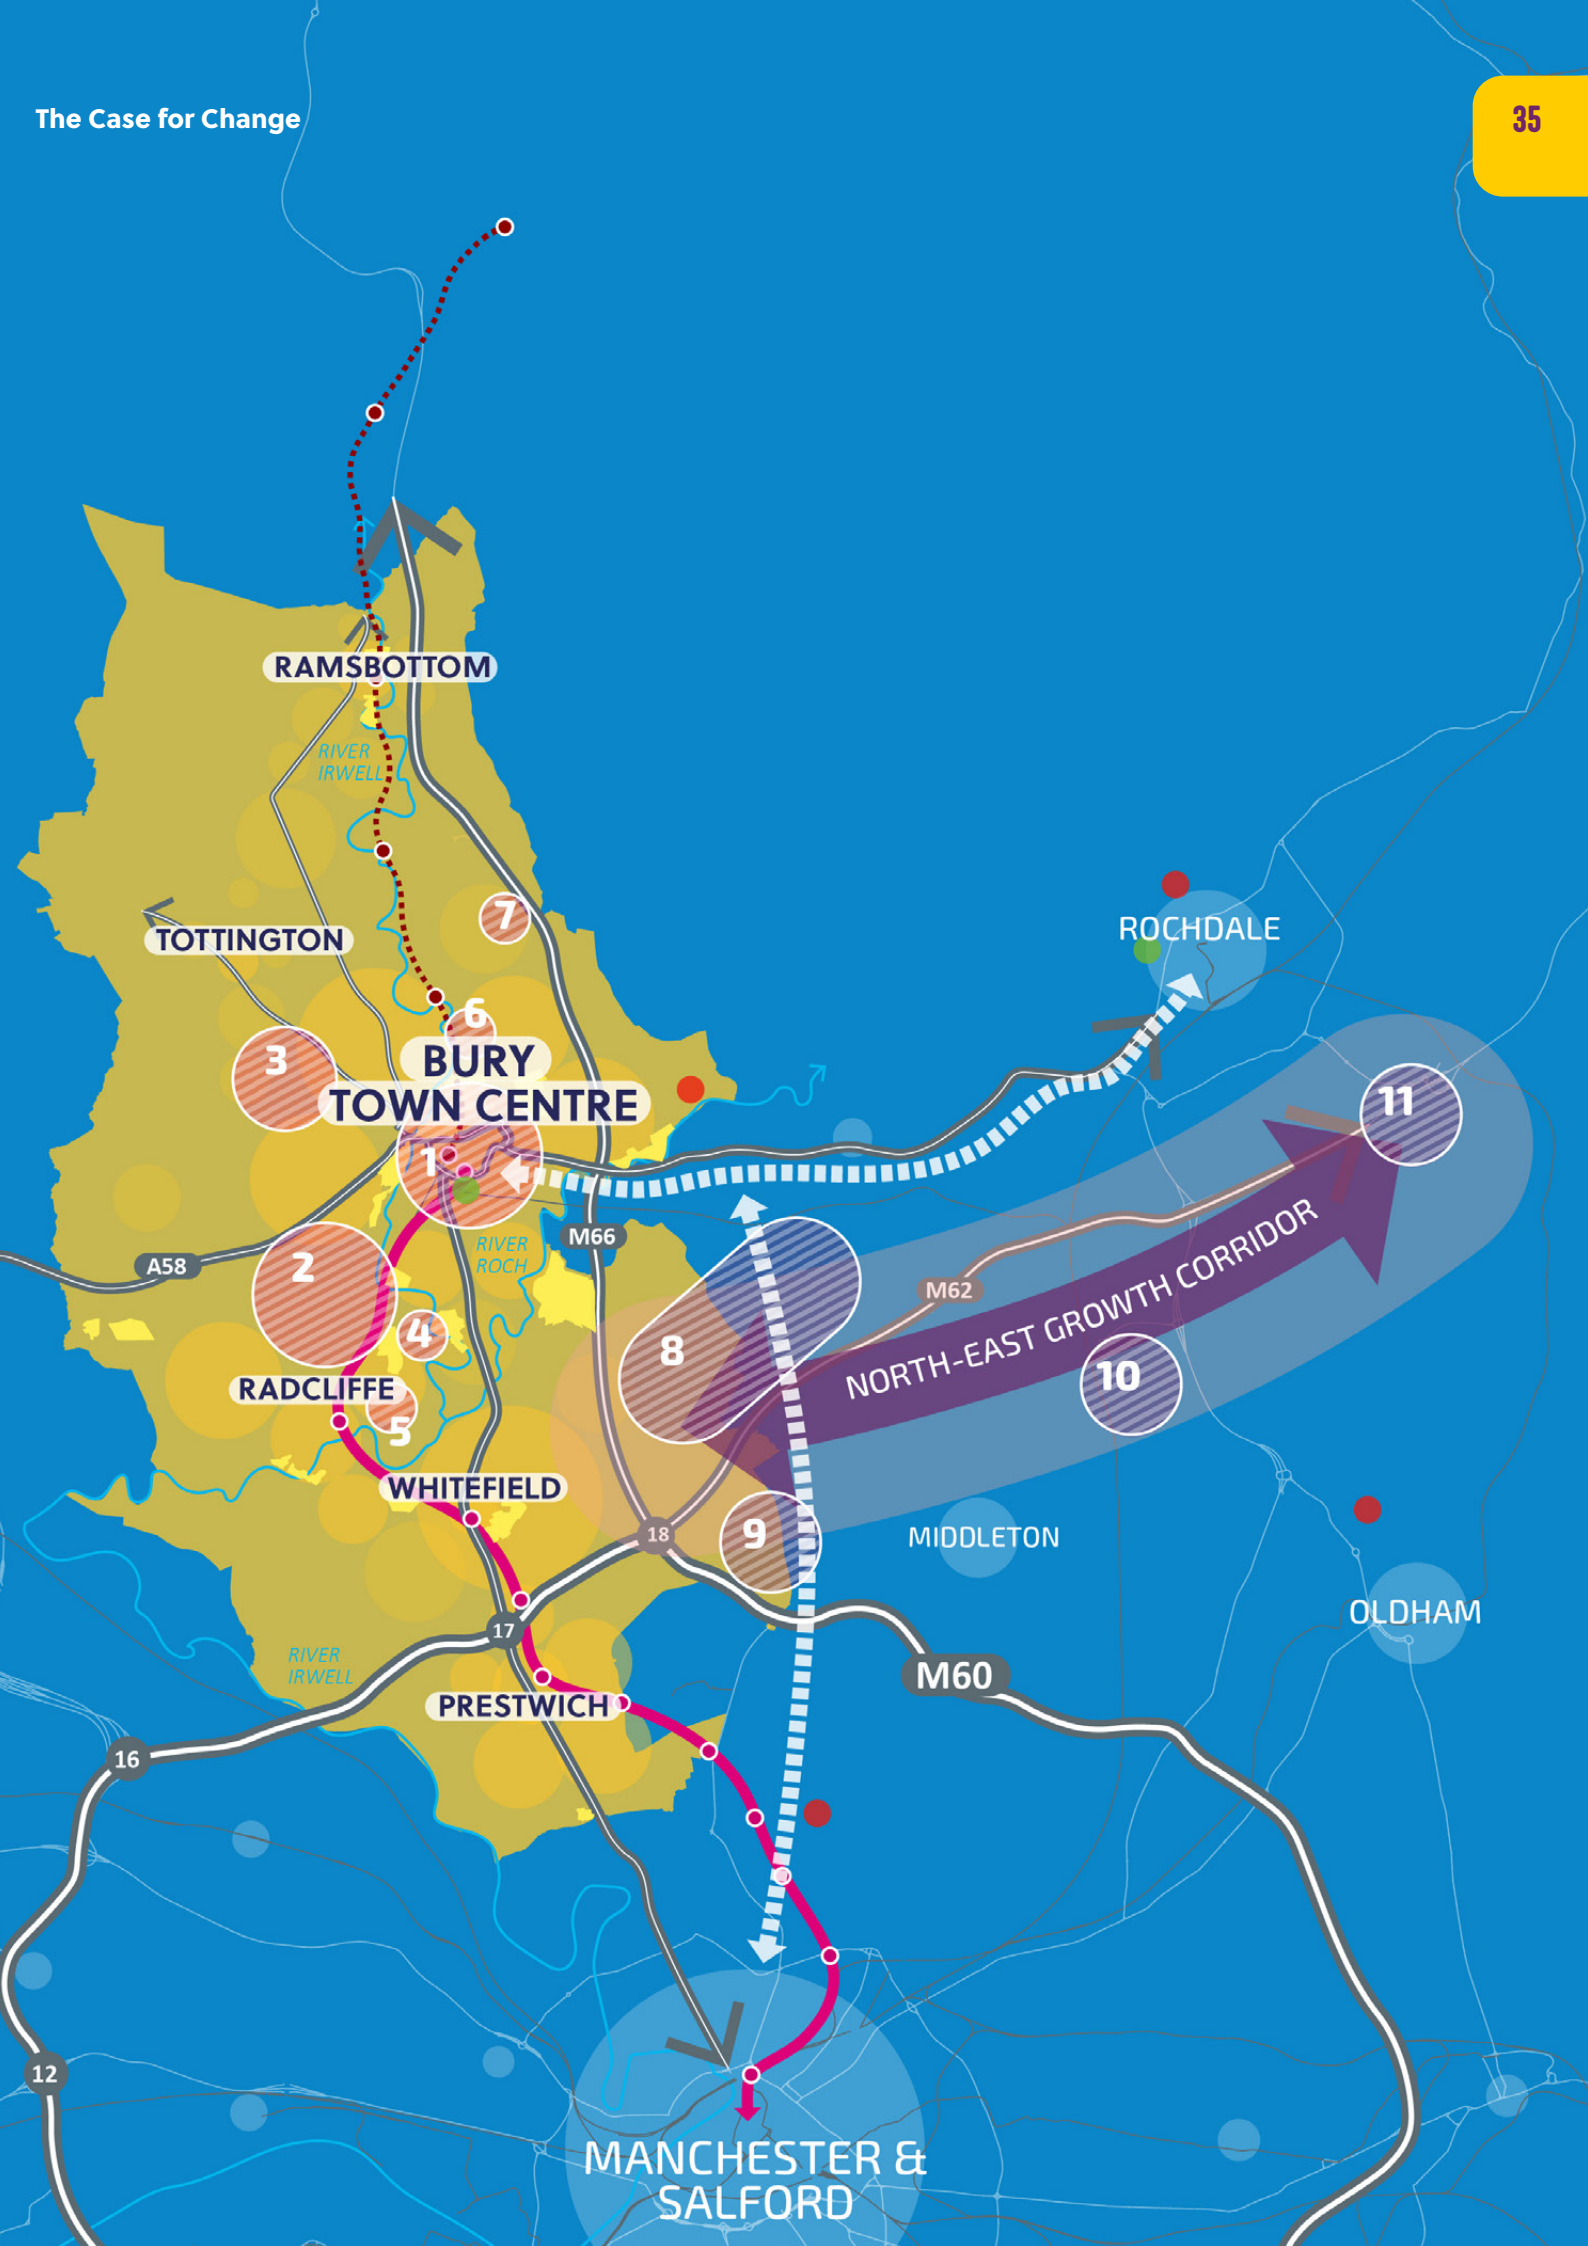 The Case for Change
35
RAMSBOTTOM
RIVER
IRWELL
7
TOTTINGTON
ROCHDALE
6
3
BURY
TOWN CENTRE
11
1
M66
RIVER
ROCH
A58
2
M62
NORTH-EAST GROWTH CORRIDOR
4
8
10
RADCLIFFE
5
WHITEFIELD
18
9
MIDDLETON
OLDHAM
17
RIVER
IRWELL
M60
PRESTWICH
16
12
MANCHESTER &
SALFORD